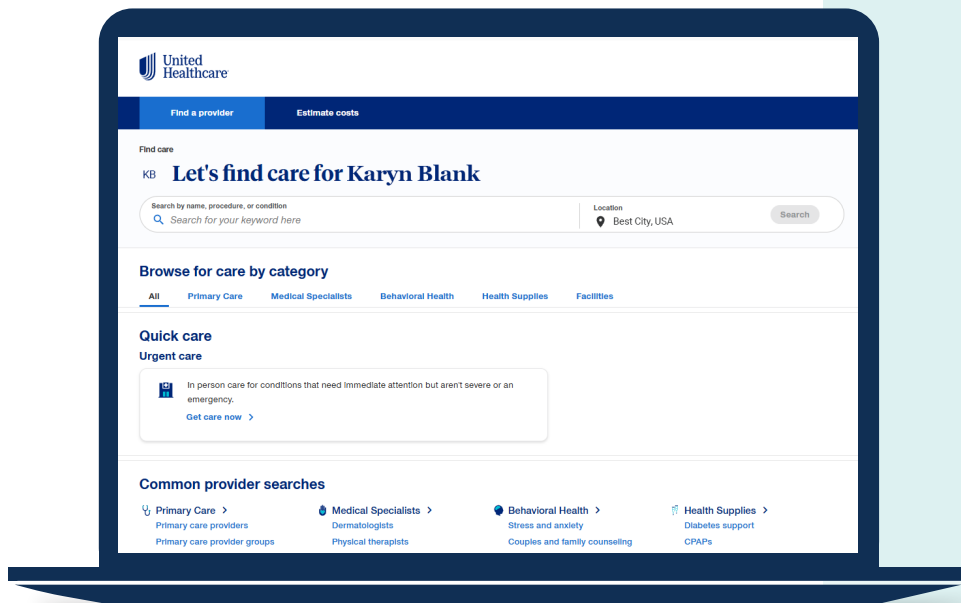 United
Healthcare
Find a provider
Estimate costs
Find care
KB
Let's find care for Karyn Blank
Search by name, procedure, or condition
Search for your keyword here
Location
Best City, USA
Search
Browse for care by category
All
Primary Care
Medical Specialists
Behavioral Health
Health Supplies
Facilities
Quick care
Urgent care
In person care for conditions that need immediate attention but aren't severe or an
emergency.
Get care now
Common provider searches
Primary Care
Medical Specialists
Behavioral Health
Health Supplies
Primary care providers
Dermatologists
Stress and anxiety
Diabetes support
Primary care provider groups
Physical therapists
Couples and family counseling
CPAPs